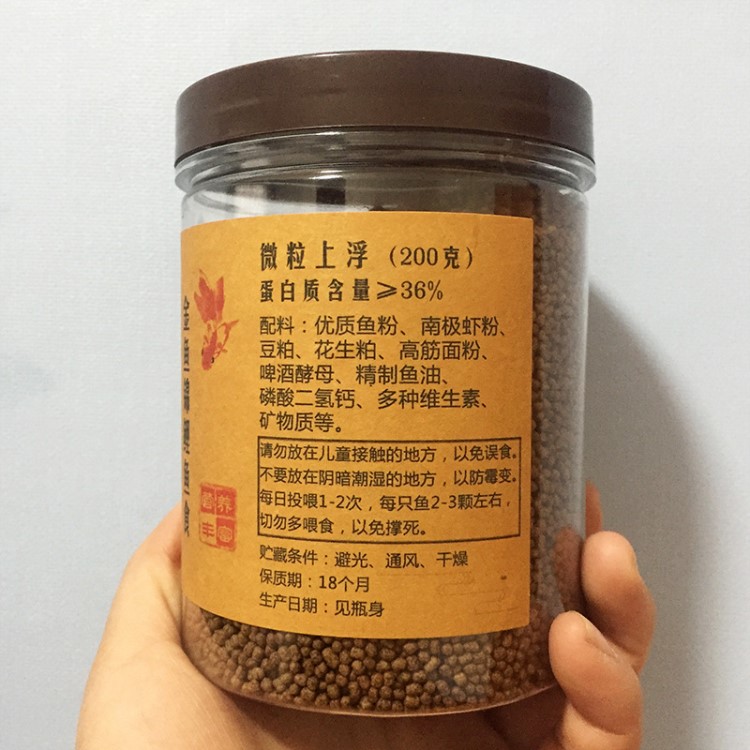 微粒上浮（200克）
蛋白质含量≥36%
配料：优质鱼粉、南极虾粉、
豆粕、花生粕、高筋面粉、
啤酒酵母、精制鱼油、
磷酸二氢钙、多种维生素、
矿物质等。
请勿放在儿童接触的地方，以免误食。
不要放在阴暗潮湿的地方，以防霉变。
每日投喂1-2次，每只鱼2-3颗左右，
切勿多喂食，以免撑死。
贮藏条件：避光、通风、干燥
保质期：18个月
生产日期：见瓶身
营养
丰富